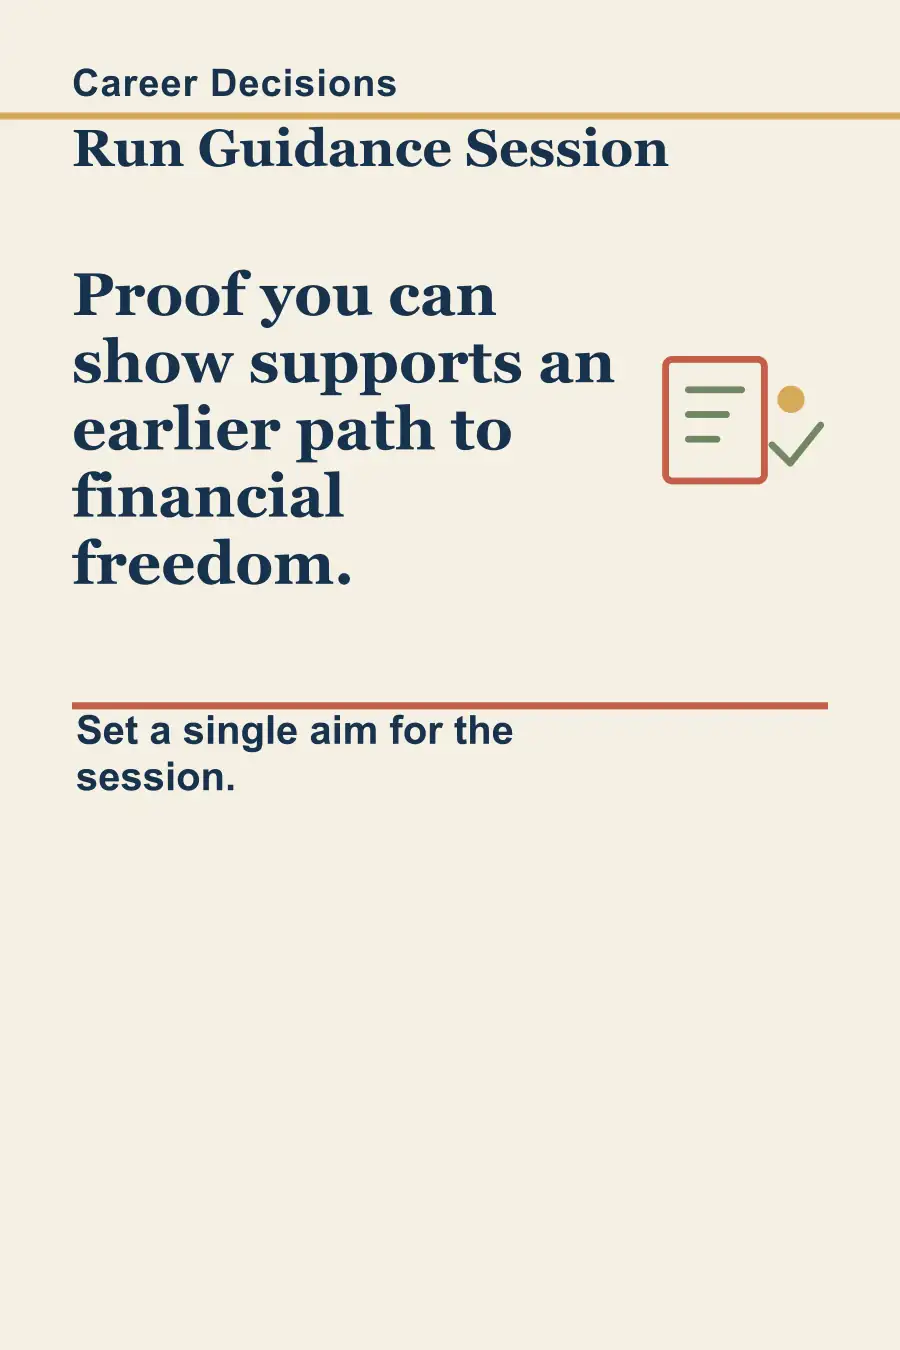 Career Decisions
Run Guidance Session
Proof you can
show supports an
earlier path to
financial
freedom.
Set a single aim for the
session.